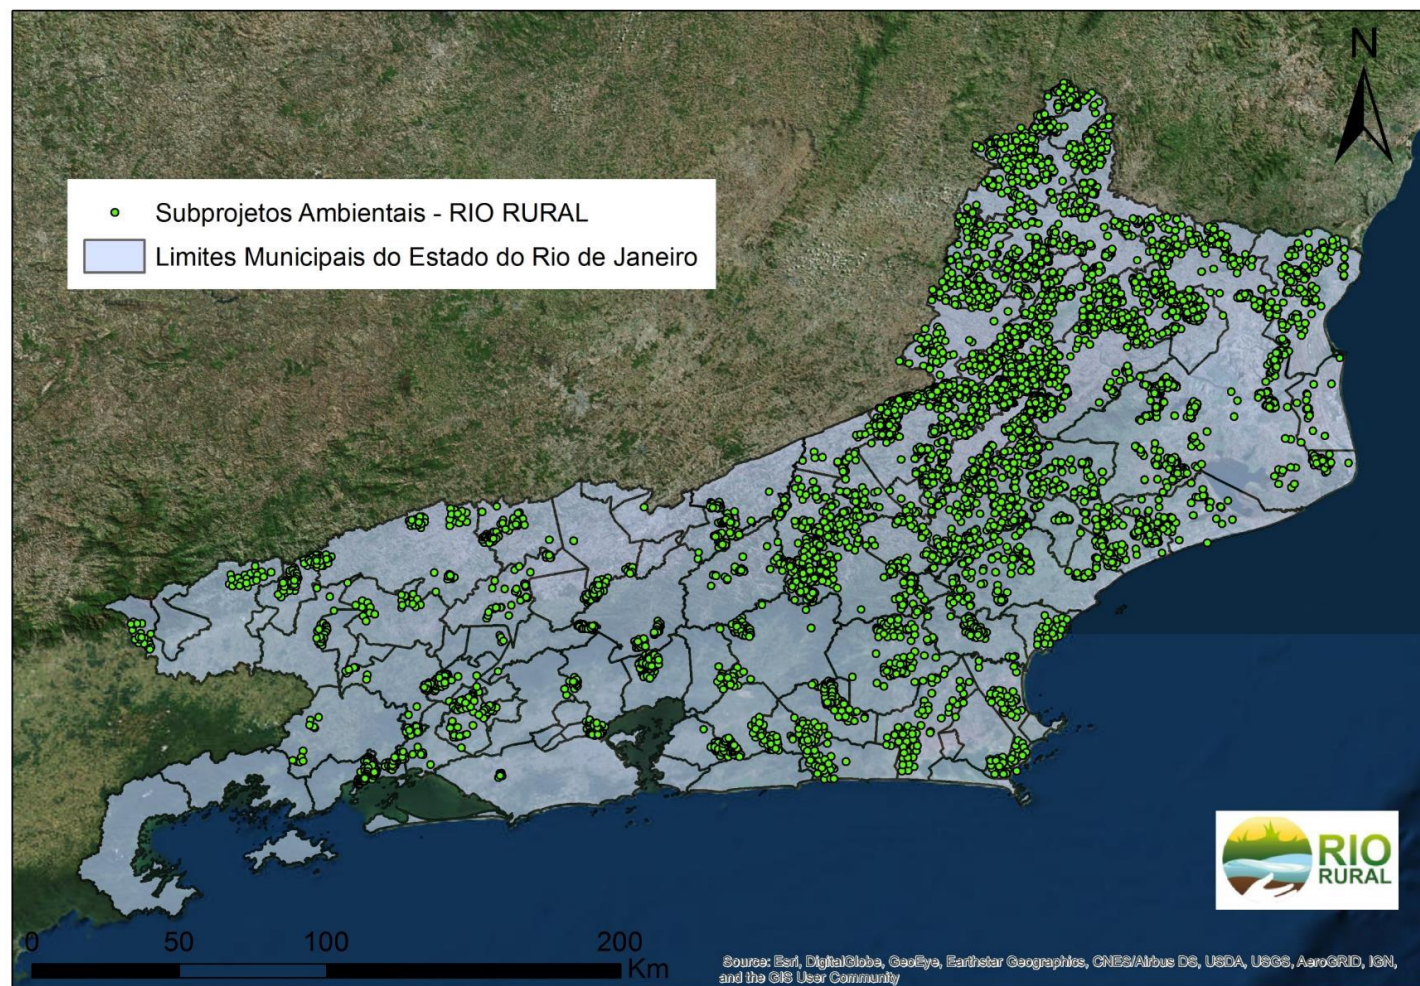 N
Subprojetos Ambientais - RIO RURAL
Limites Municipais do Estado do Rio de Janeiro
RIO
RURAL
0 50 100 200
Km
Source: Esri, DigitalGlobe, GeoEye, Earthstar Geographics, CNES/Airbus DS, USDA, USGS, AeroGRID, IGN,
and the GIS User Community